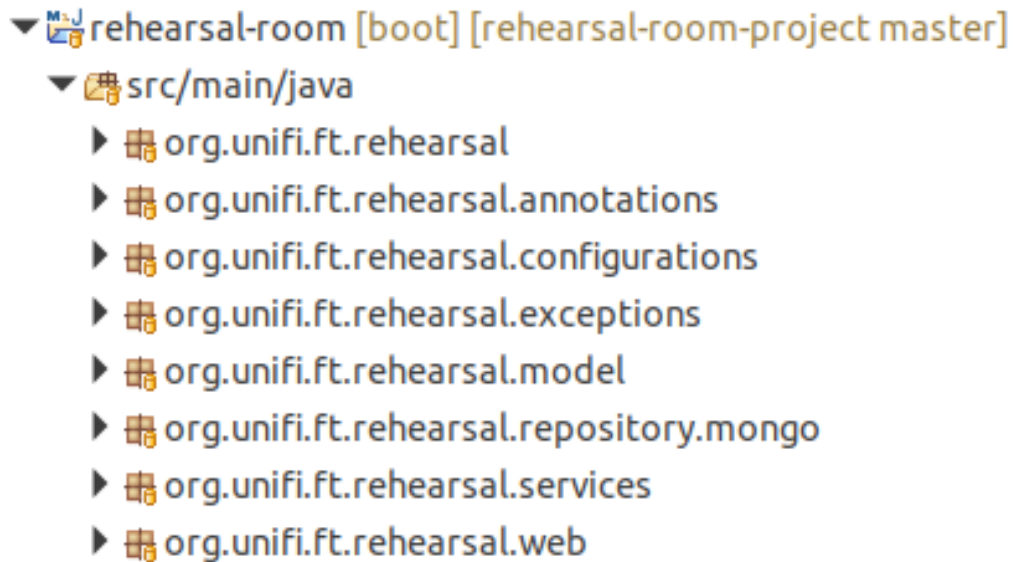 rehearsal-room [boot] [rehearsal-room-project master]
src/main/java
org.unifi.ft.rehearsal
org.unifi.ft.rehearsal.annotations
org.unifi.ft.rehearsal.configurations
org.unifi.ft.rehearsal.exceptions
org.unifi.ft.rehearsal.model
org.unifi.ft.rehearsal.repository.mongo
org.unifi.ft.rehearsal.services
org.unifi.ft.rehearsal.web